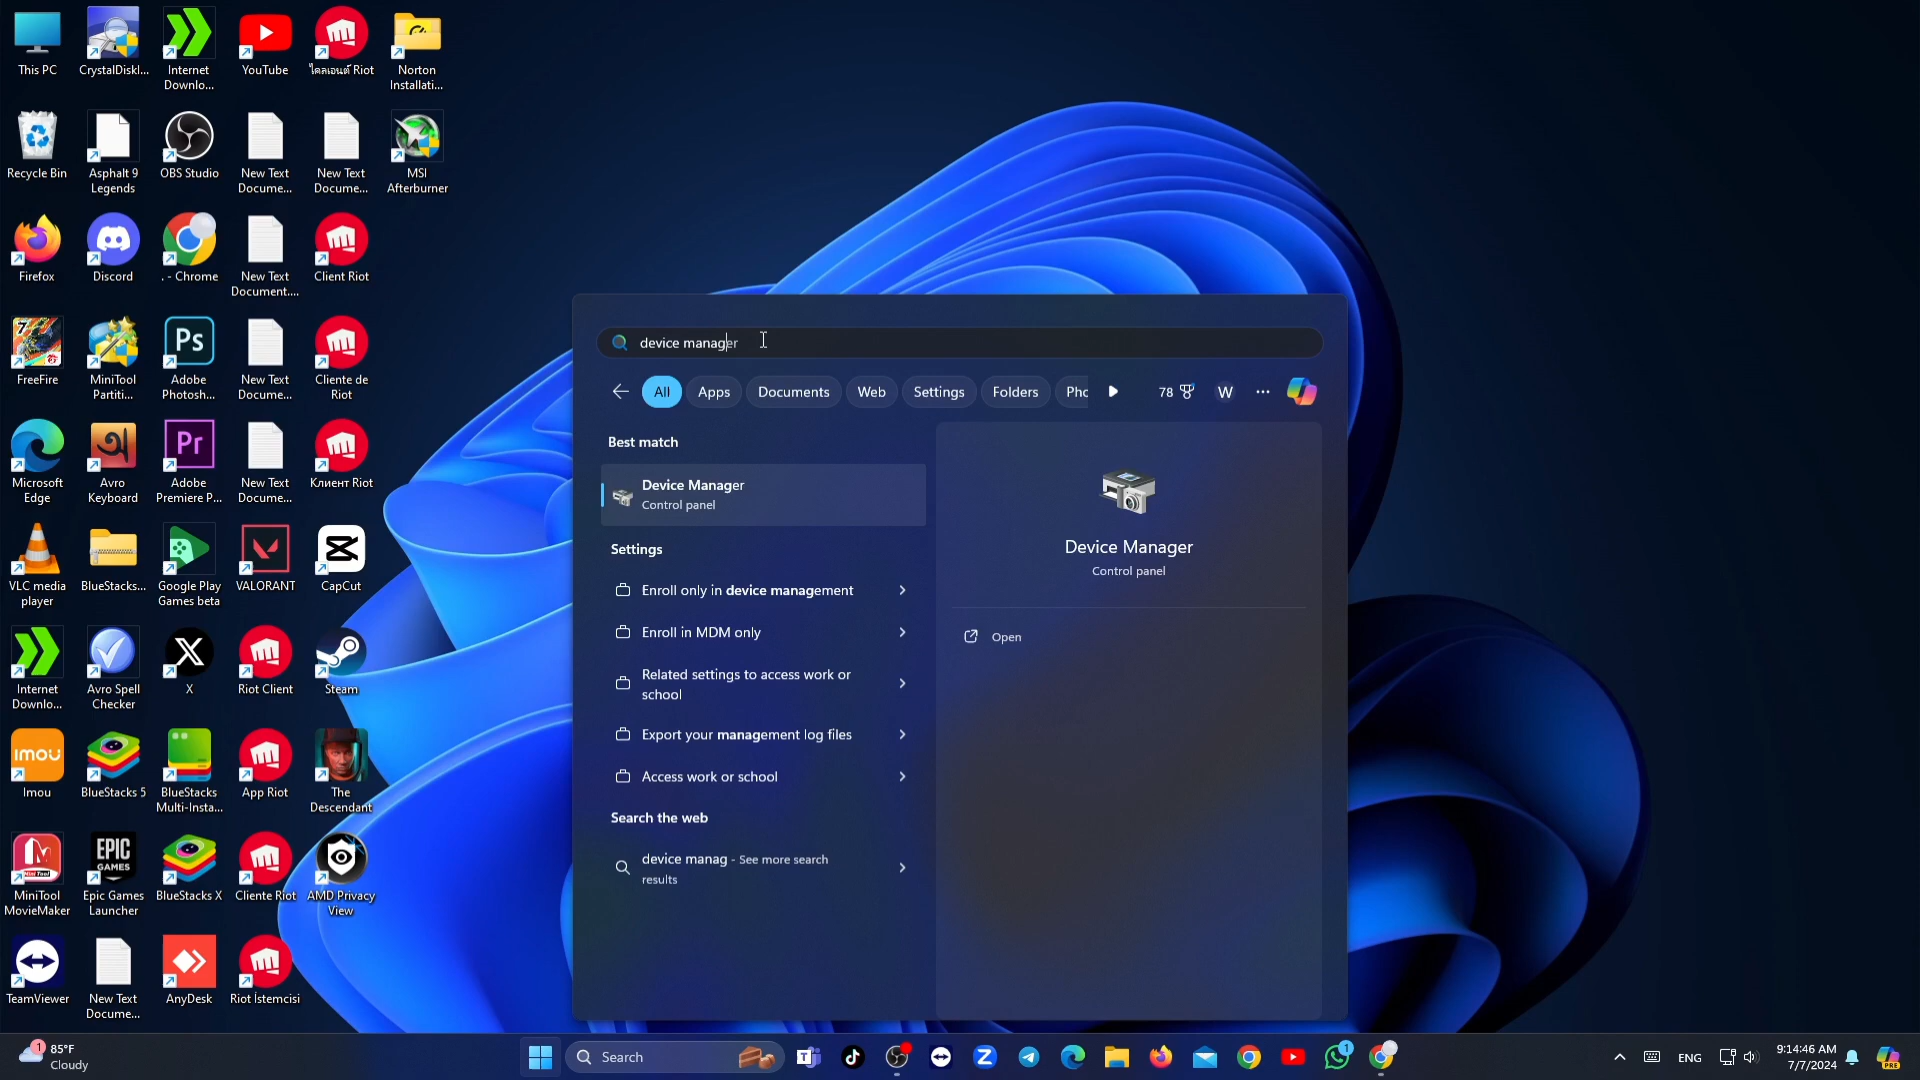 This PC
CrystalDiskI...
Internet
Downlo...
YouTube
ไคลเอนต์ Riot
Norton
Installati...
Recycle Bin
Asphalt 9
Legends
OBS Studio
New Text
Docume...
New Text
Docume...
MSI
Afterburner
Firefox
Discord
. - Chrome
New Text
Document....
Client Riot
FreeFire
MiniTool
Partiti...
Ps
Adobe
Photosh...
New Text
Docume...
Cliente de
Riot
Microsoft
Edge
Avro
Keyboard
Pr
Adobe
Premiere P...
New Text
Docume...
Клиент Riot
VLC media
player
BlueStacks...
Google Play
Games beta
VALORANT
CapCut
Internet
Downlo...
Avro Spell
Checker
X
Riot Client
Steam
imou
Imou
BlueStacks 5
BlueStacks
Multi-Insta...
App Riot
The
Descendant
MiniTool
MovieMaker
EPIC
GAMES
Epic Games
Launcher
BlueStacks X
Cliente Riot
AMD Privacy
View
TeamViewer
New Text
Docume...
AnyDesk
Riot İstemcisi
device manager
All
Apps
Documents
Web
Settings
Folders
Pho
78
W
Best match
Device Manager
Control panel
Settings
Enroll only in device management
Enroll in MDM only
Related settings to access work or
school
Export your management log files
Access work or school
Search the web
device manag - See more search
results
Device Manager
Control panel
Open
1
85°F
Cloudy
Search
1
ENG
9:14:46 AM
7/7/2024
PRE